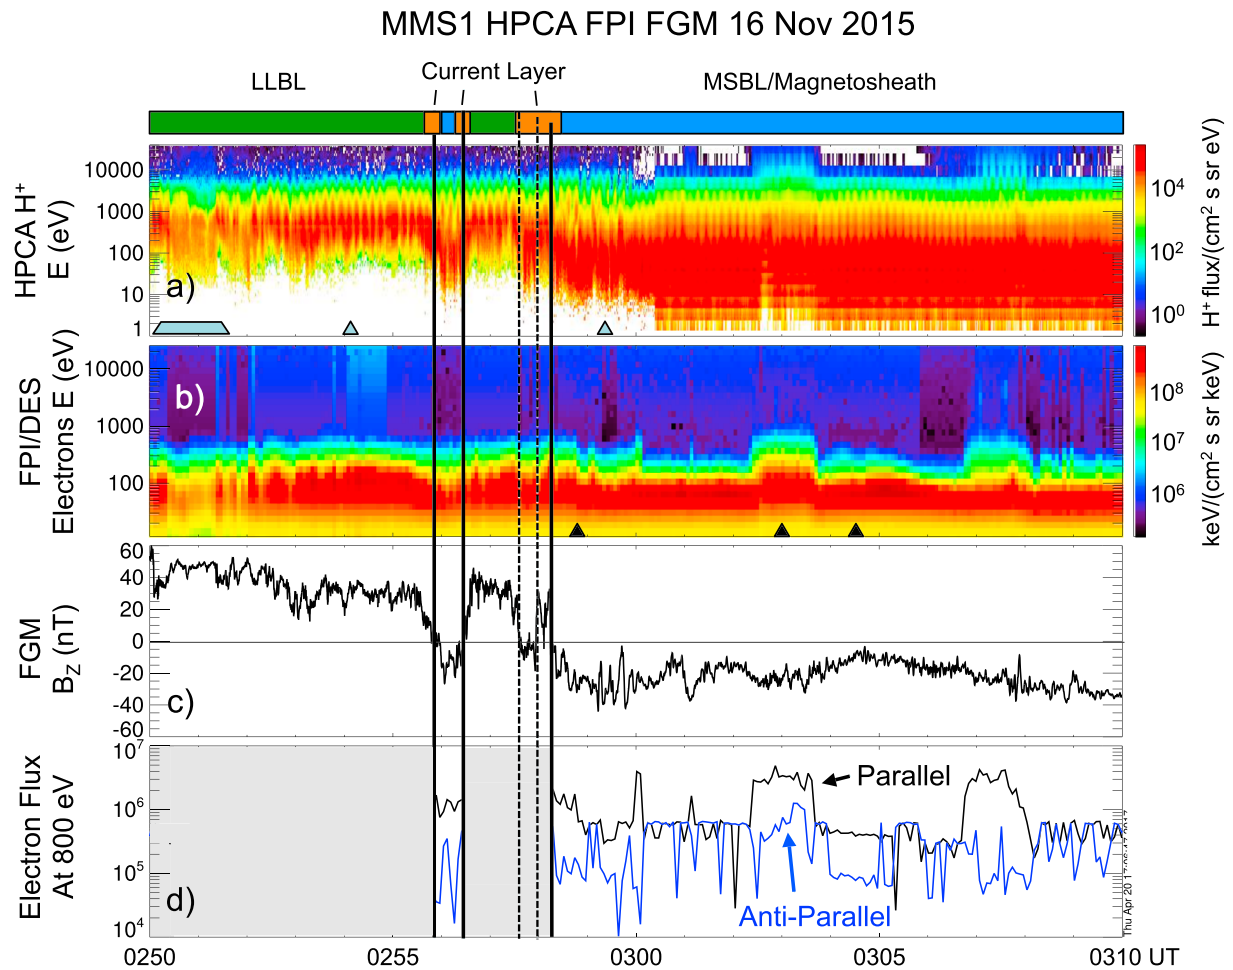 MMS1 HPCA FPI FGM 16 Nov 2015
LLBL
Current Layer
MSBL/Magnetosheath
HPCA H⁺
E (eV)
10000
1000
100
10
1
a)
10⁴
10²
10⁰
H⁺ flux/(cm² s sr eV)
FPI/DES
Electrons E (eV)
10000
1000
100
b)
10⁸
10⁷
10⁶
keV/(cm² s sr keV)
FGM
B_Z (nT)
60
40
20
0
-20
-40
-60
c)
Electron Flux
At 800 eV
10⁷
10⁶
10⁵
10⁴
d)
Parallel
Anti-Parallel
0250
0255
0300
0305
0310 UT
Thu Apr 20